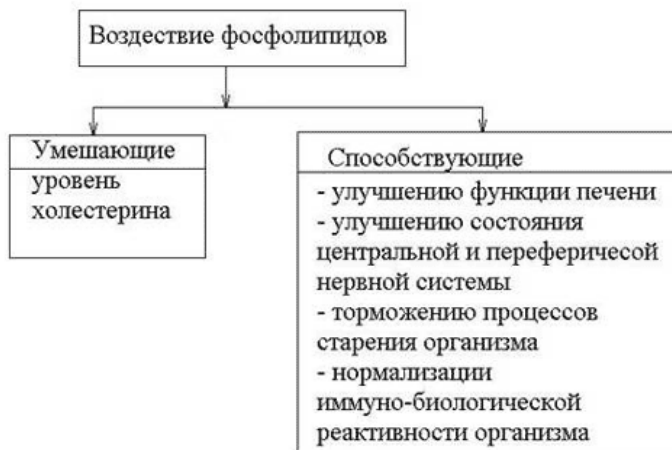 Воздествие фосфолипидов
Умешающие
уровень
холестерина
Способствующие
- улучшению функции печени
- улучшению состояния
центральной и переферичесой
нервной системы
- торможению процессов
старения организма
- нормализации
иммуно-биологической
реактивности организма